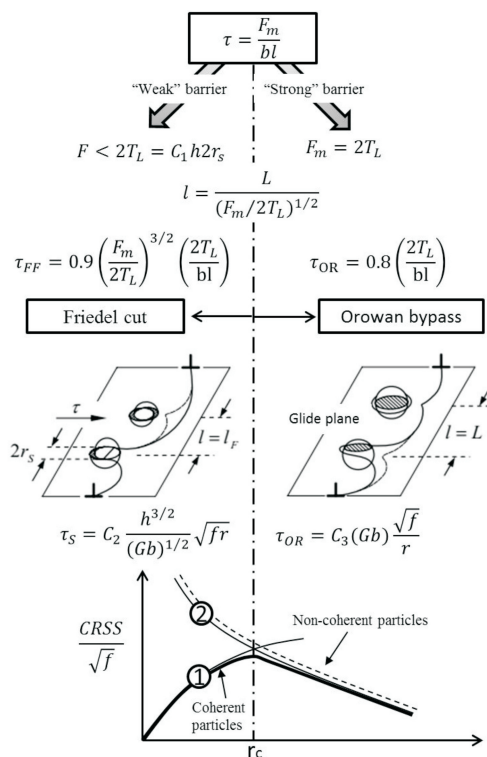 τ = F_m / bl
"Weak" barrier "Strong" barrier
F < 2T_L = C_1 h2r_s F_m = 2T_L
l = L / (F_m/2T_L)^{1/2}
τ_FF = 0.9 (F_m / 2T_L)^{3/2} (2T_L / bl) τ_OR = 0.8 (2T_L / bl)
Friedel cut Orowan bypass
τ
2r_s
l = l_F
Glide plane
l = L
τ_S = C_2 h^{3/2} / (Gb)^{1/2} √fr τ_OR = C_3(Gb) √f / r
CRSS / √f
2
Non-coherent particles
1
Coherent
particles
r_c